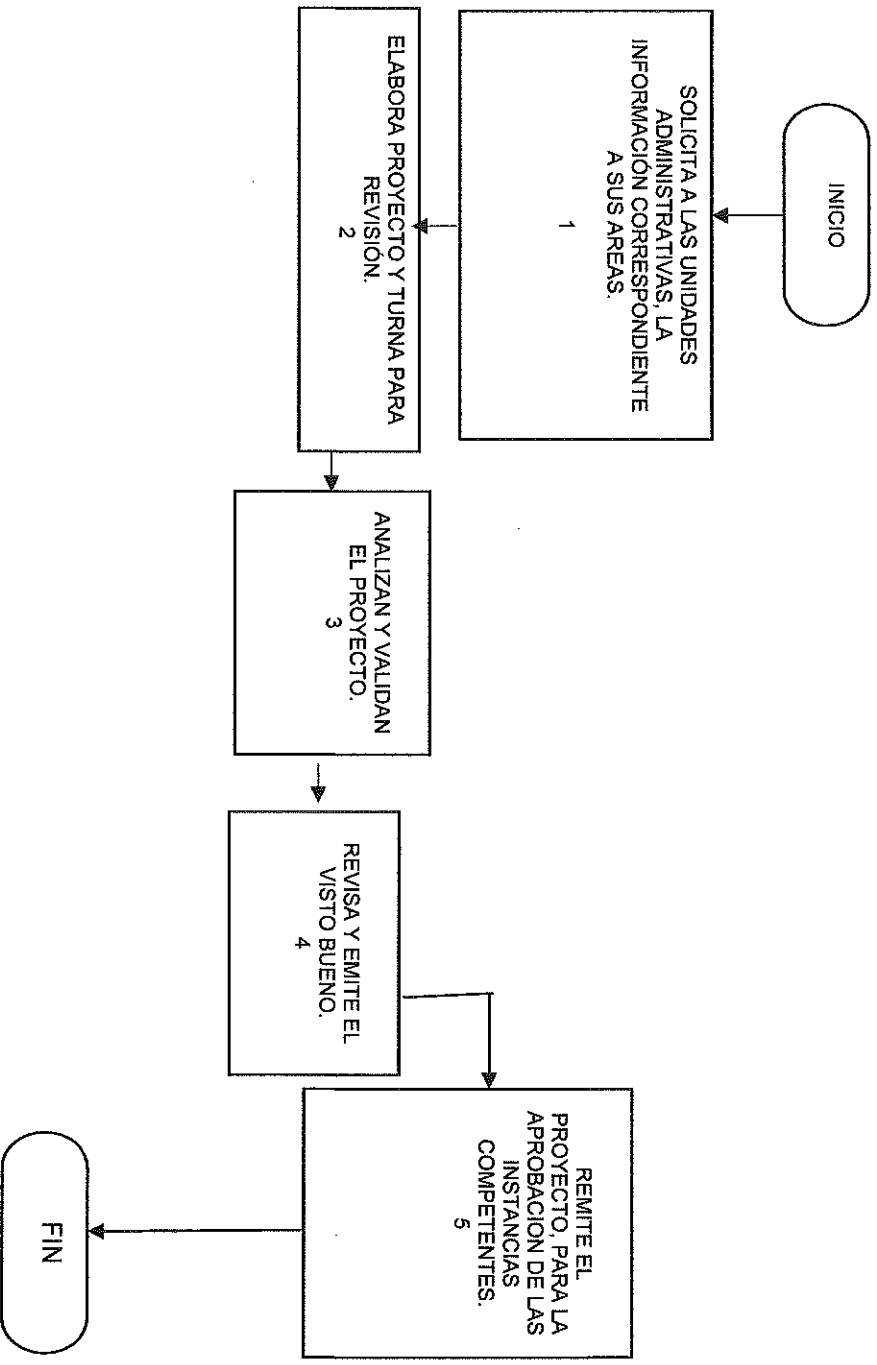 INICIO
SOLICITA A LAS UNIDADES
ADMINISTRATIVAS, LA
INFORMACIÓN CORRESPONDIENTE
A SUS AREAS.
1
ELABORA PROYECTO Y TURNA PARA
REVISIÓN.
2
ANALIZAN Y VALIDAN
EL PROYECTO.
3
REVISA Y EMITE EL
VISTO BUENO.
4
REMITE EL
PROYECTO, PARA LA
APROBACION DE LAS
INSTANCIAS
COMPETENTES.
5
FIN